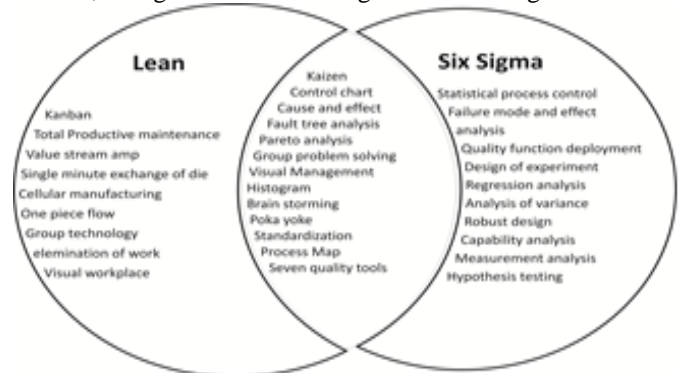 Lean
Kanban
Total Productive maintenance
Value stream amp
Single minute exchange of die
Cellular manufacturing
One piece flow
Group technology
elemination of work
Visual workplace
Kaizen
Control chart
Cause and effect
Fault tree analysis
Pareto analysis
Group problem solving
Visual Management
Histogram
Brain storming
Poka yoke
Standardization
Process Map
Seven quality tools
Six Sigma
Statistical process control
Failure mode and effect
analysis
Quality function deployment
Design of experiment
Regression analysis
Analysis of variance
Robust design
Capability analysis
Measurement analysis
Hypothesis testing